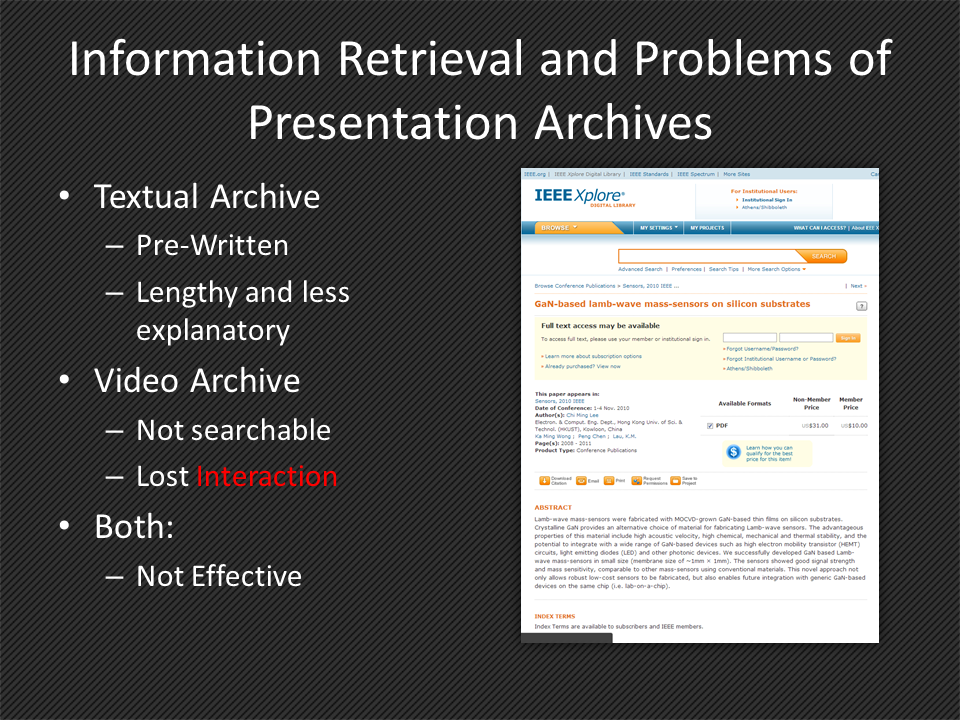 Information Retrieval and Problems of
Presentation Archives
• Textual Archive
– Pre-Written
– Lengthy and less
explanatory
• Video Archive
– Not searchable
– Lost Interaction
• Both:
– Not Effective
IEEE.org | IEEE Xplore Digital Library | IEEE Standards | IEEE Spectrum | More Sites
IEEE Xplore®
DIGITAL LIBRARY
For Institutional Users:
Institutional Sign In
Athens/Shibboleth
BROWSE
MY SETTINGS
MY PROJECTS
WHAT CAN I ACCESS? | About IEEE X
SEARCH
Advanced Search | Preferences | Search Tips | More Search Options
Browse Conference Publications > Sensors, 2010 IEEE ...
| Next »
GaN-based lamb-wave mass-sensors on silicon substrates
?
Full text access may be available
To access full text, please use your member or institutional sign in.
Sign In
» Learn more about subscription options
» Already purchased? View now
» Forgot Username/Password?
» Forgot Institutional Username or Password?
» Athens/Shibboleth
This paper appears in:
Sensors, 2010 IEEE
Date of Conference: 1-4 Nov. 2010
Author(s): Chi Ming Lee
Electron. & Comput. Eng. Dept., Hong Kong Univ. of Sci. &
Technol. (HKUST), Kowloon, China
Ka Ming Wong ; Peng Chen ; Lau, K.M.
Page(s): 2008 - 2011
Product Type: Conference Publications
Available Formats
Non-Member
Price
Member
Price
PDF
US$31.00
US$10.00
$
Learn how you can
qualify for the best
price for this item!
Download
Citation
Email
Print
Request
Permissions
Save to
Project
ABSTRACT
Lamb-wave mass-sensors were fabricated with MOCVD-grown GaN-based thin films on silicon substrates.
Crystalline GaN provides an alternative choice of material for fabricating Lamb-wave sensors. The advantageous
properties of this material include high acoustic velocity, high chemical, mechanical and thermal stability, and the
potential to integrate with a wide range of GaN-based devices such as high electron mobility transistor (HEMT)
circuits, light emitting diodes (LED) and other photonic devices. We successfully developed GaN based Lamb-
wave mass-sensors in small size (membrane size of ~1mm × 1mm). The sensors showed good signal strength
and mass sensitivity, comparable to other mass-sensors using conventional materials. This novel approach not
only allows robust low-cost sensors to be fabricated, but also enables future integration with generic GaN-based
devices on the same chip (i.e. lab-on-a-chip).
INDEX TERMS
Index Terms are available to subscribers and IEEE members.